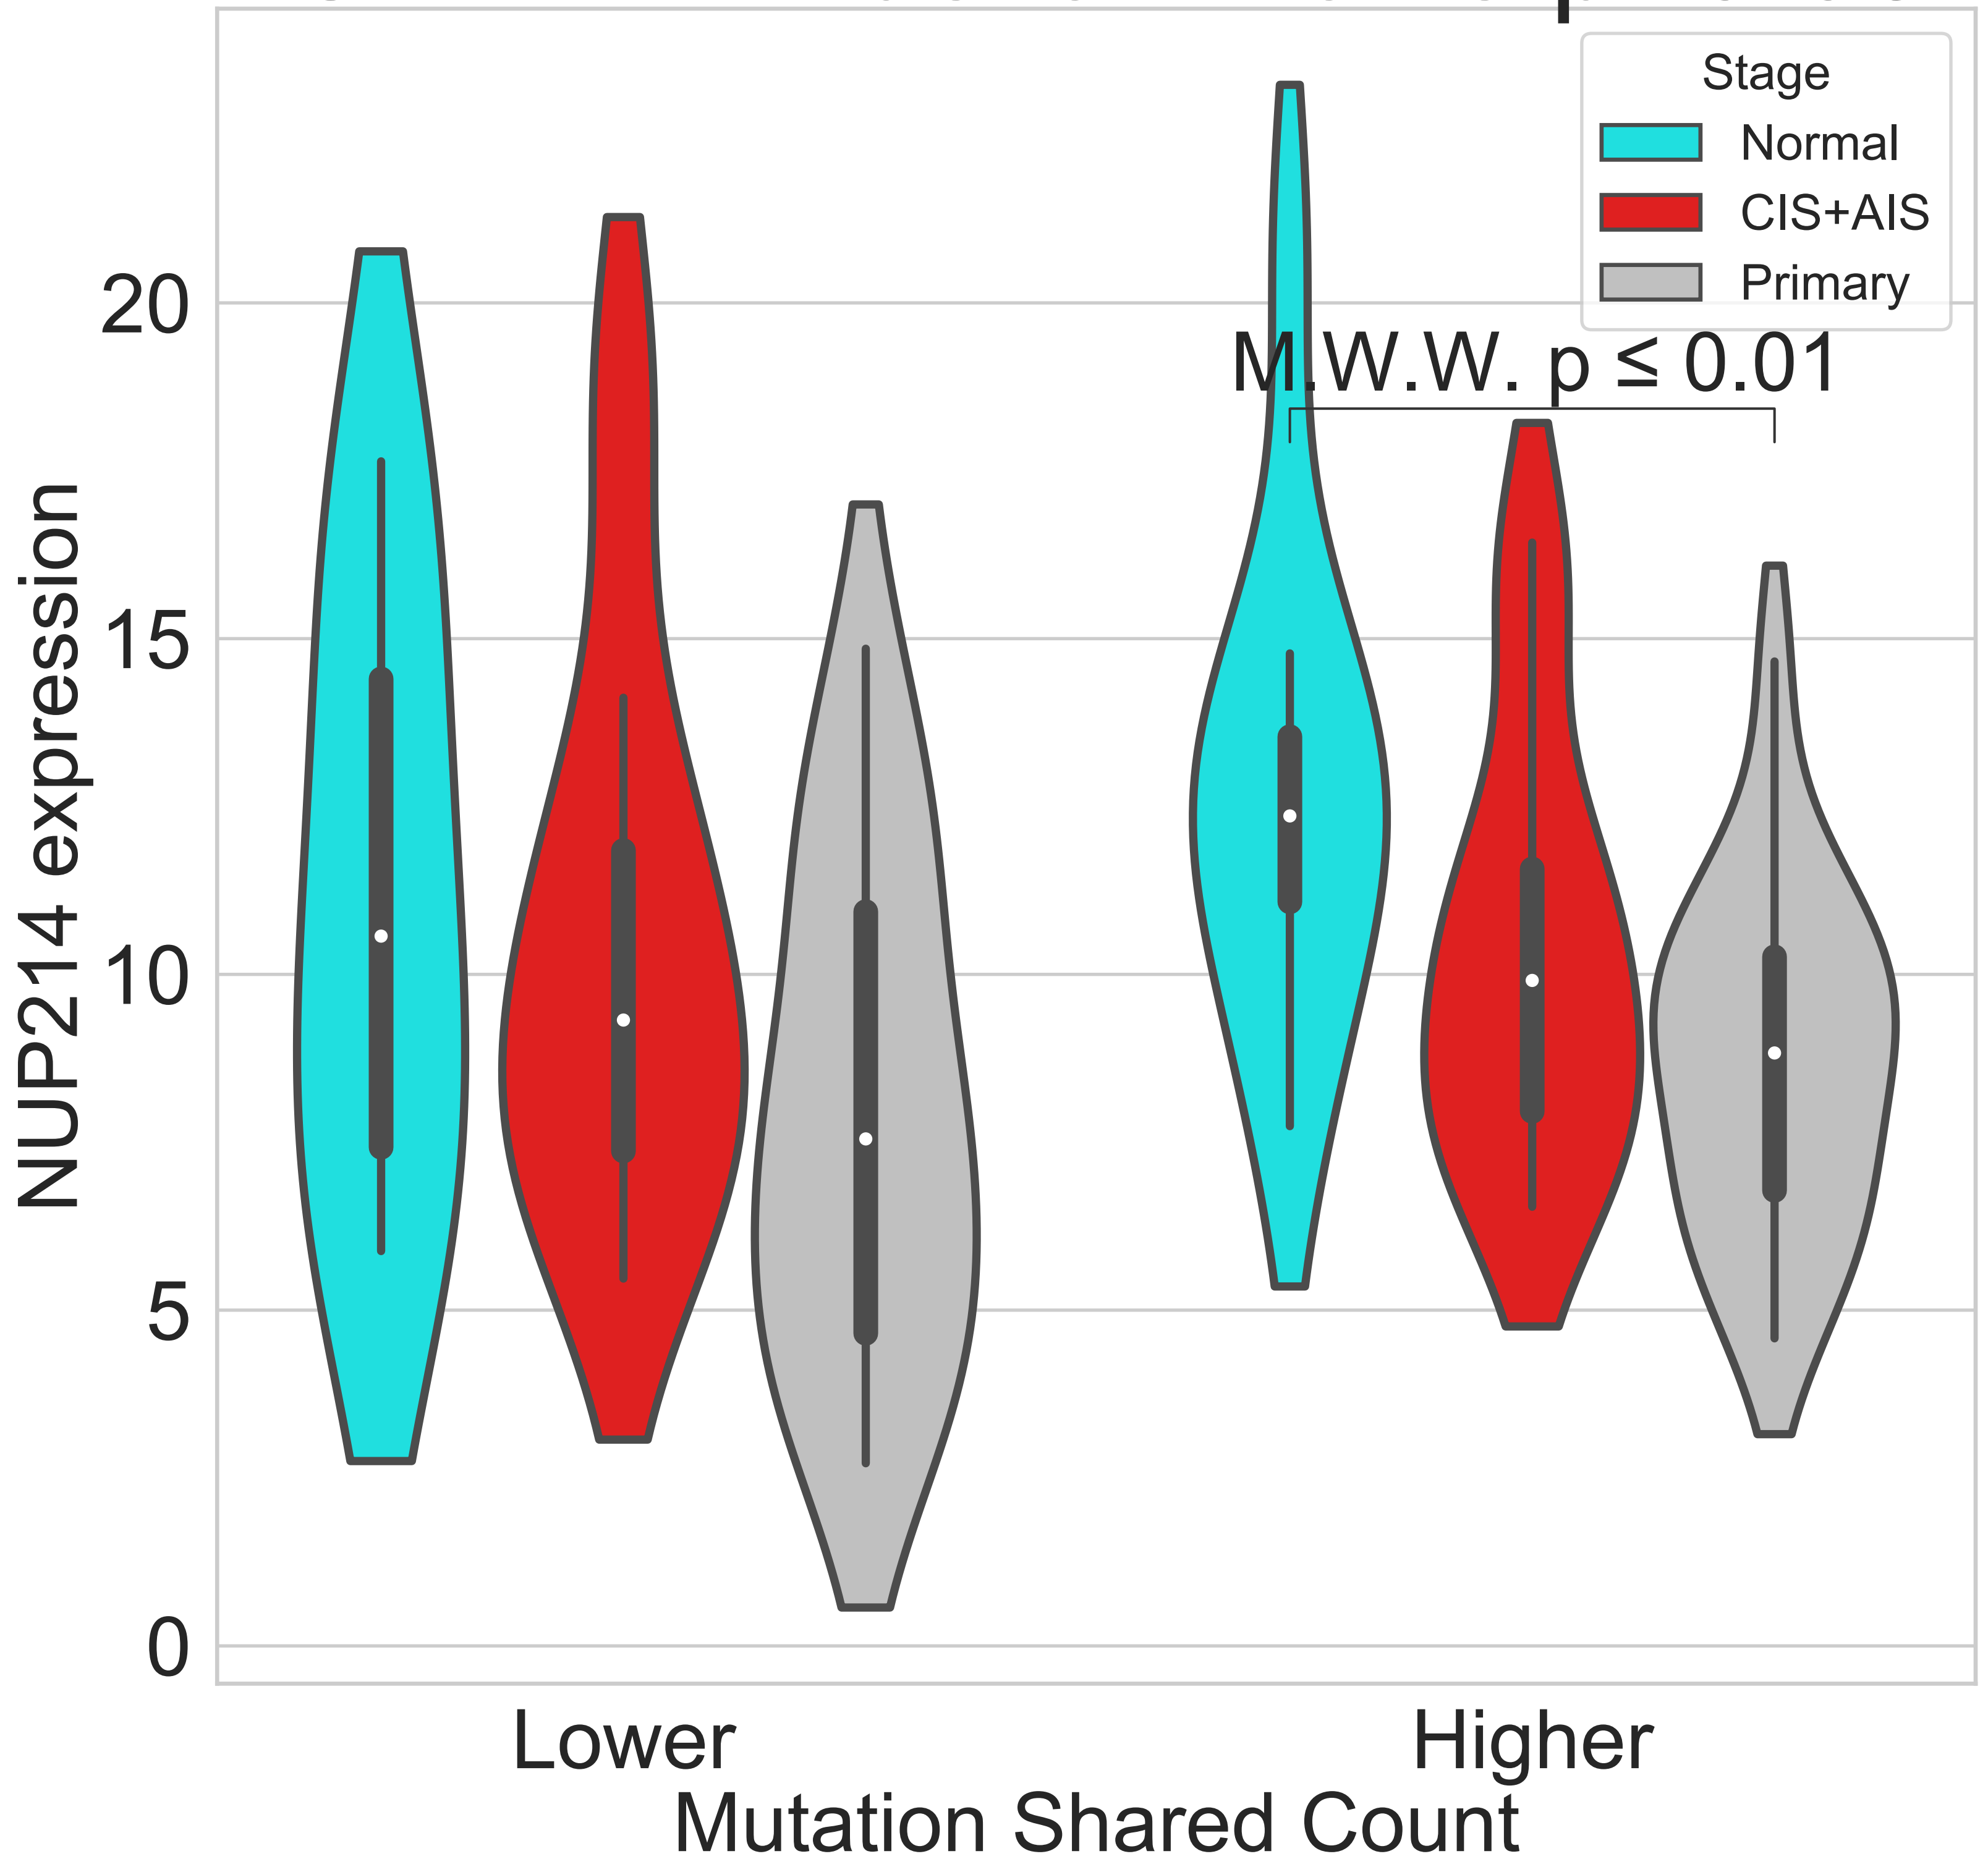 Stage
Normal
CIS+AIS
Primary
M.W.W. p ≤ 0.01
20
15
10
5
0
NUP214 expression
Lower
Higher
Mutation Shared Count